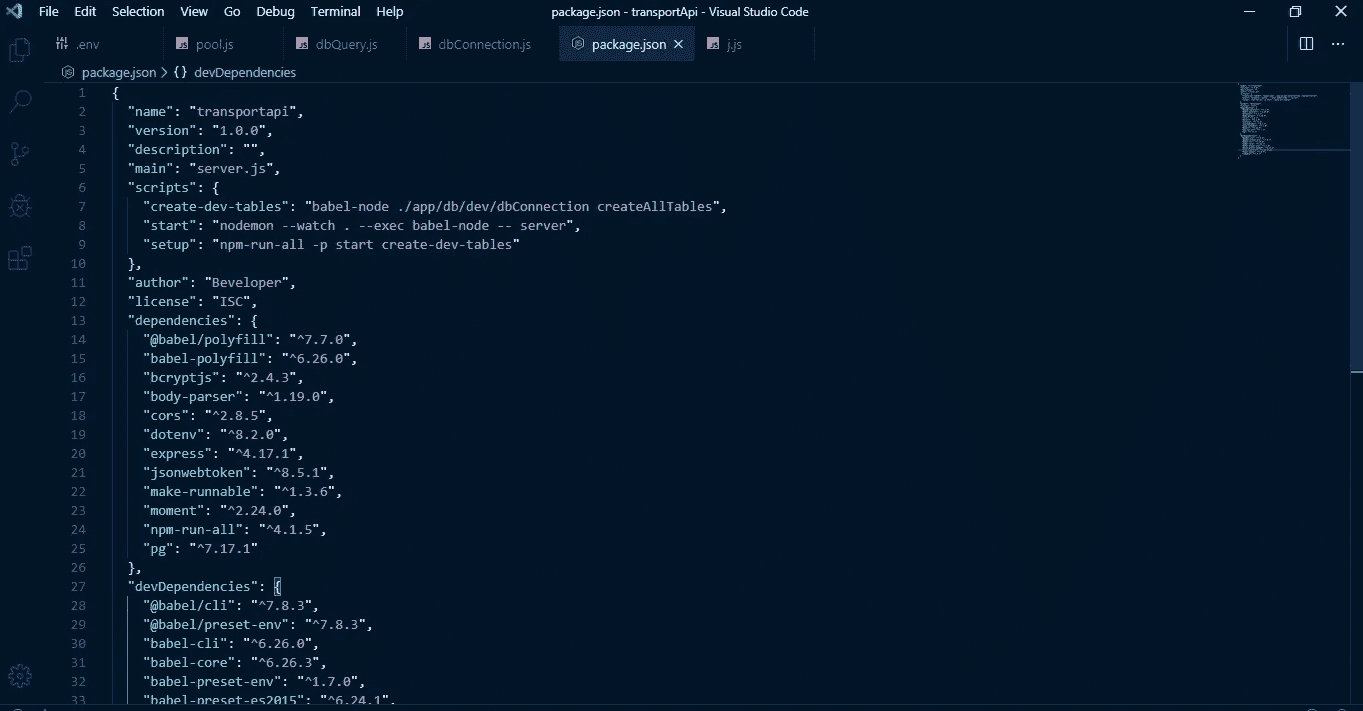 File Edit Selection View Go Debug Terminal Help package.json - transportApi - Visual Studio Code
.env pool.js dbQuery.js dbConnection.js package.json j.js
package.json > {} devDependencies
1 {
2 "name": "transportapi",
3 "version": "1.0.0",
4 "description": "",
5 "main": "server.js",
6 "scripts": {
7 "create-dev-tables": "babel-node ./app/db/dev/dbConnection createAllTables",
8 "start": "nodemon --watch . --exec babel-node -- server",
9 "setup": "npm-run-all -p start create-dev-tables"
10 },
11 "author": "Beveloper",
12 "license": "ISC",
13 "dependencies": {
14 "@babel/polyfill": "^7.7.0",
15 "babel-polyfill": "^6.26.0",
16 "bcryptjs": "^2.4.3",
17 "body-parser": "^1.19.0",
18 "cors": "^2.8.5",
19 "dotenv": "^8.2.0",
20 "express": "^4.17.1",
21 "jsonwebtoken": "^8.5.1",
22 "make-runnable": "^1.3.6",
23 "moment": "^2.24.0",
24 "npm-run-all": "^4.1.5",
25 "pg": "^7.17.1"
26 },
27 "devDependencies": {
28 "@babel/cli": "^7.8.3",
29 "@babel/preset-env": "^7.8.3",
30 "babel-cli": "^6.26.0",
31 "babel-core": "^6.26.3",
32 "babel-preset-env": "^1.7.0",
33 "babel-preset-es2015": "^6.24.1",